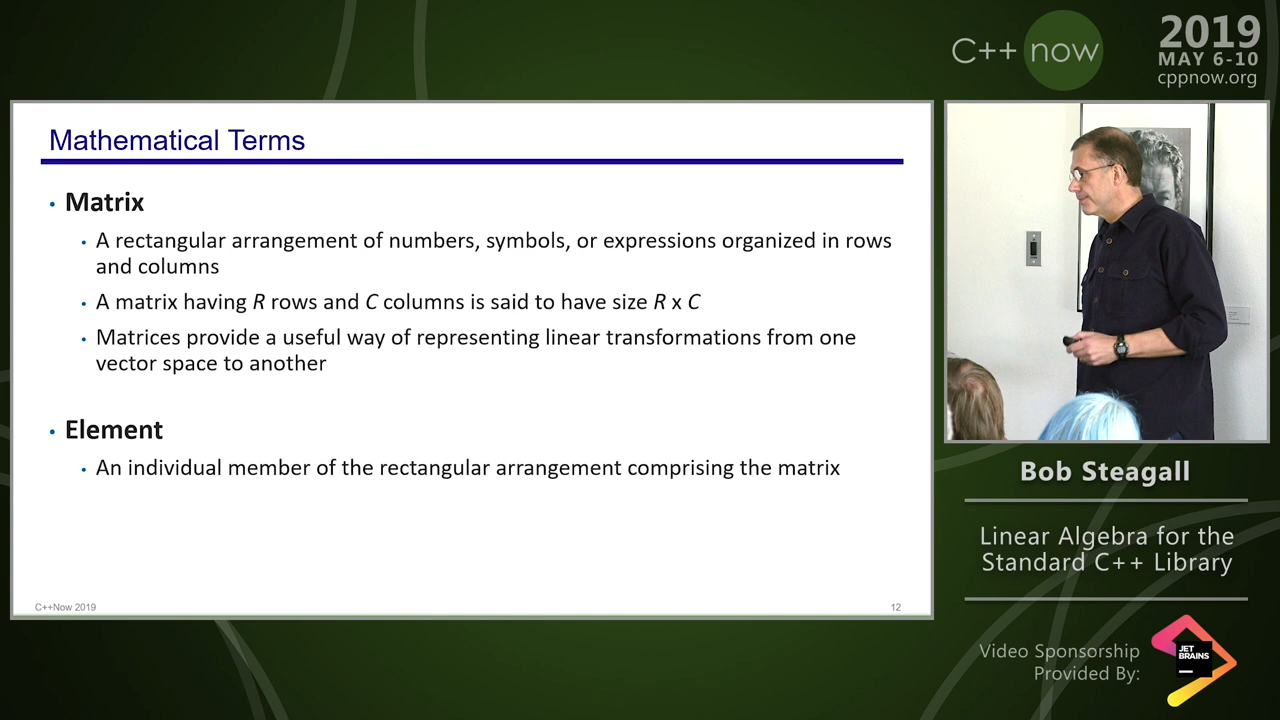 C++ now
2019
MAY 6-10
cppnow.org
Mathematical Terms
• Matrix
• A rectangular arrangement of numbers, symbols, or expressions organized in rows
and columns
• A matrix having R rows and C columns is said to have size R x C
• Matrices provide a useful way of representing linear transformations from one
vector space to another
• Element
• An individual member of the rectangular arrangement comprising the matrix
C++Now 2019
12
Bob Steagall
Linear Algebra for the
Standard C++ Library
Video Sponsorship
Provided By:
JET
BRAINS